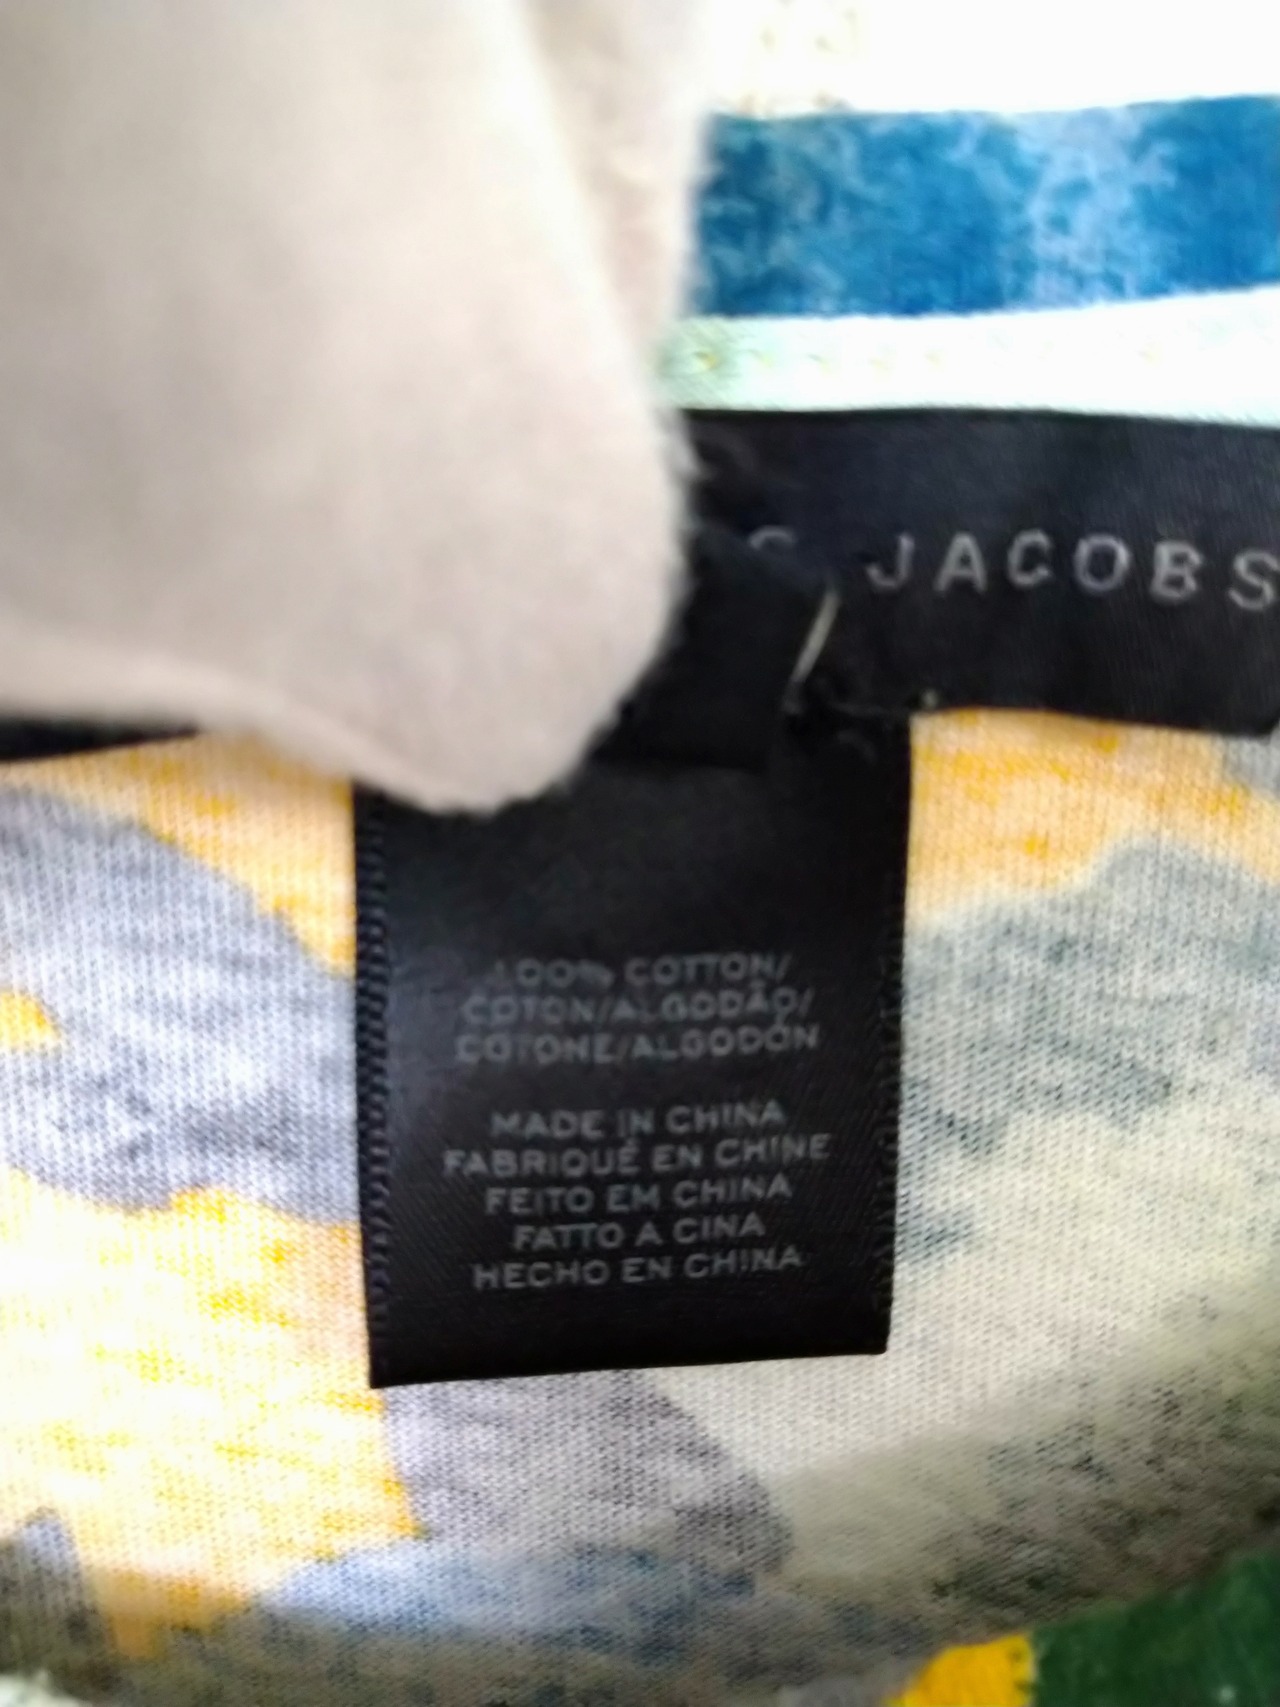 S JACOBS
100% COTTON/
COTON/ALGODÃO/
COTONE/ALGODÓN
MADE IN CHINA
FABRIQUÉ EN CHINE
FEITO EM CHINA
FATTO A CINA
HECHO EN CHINA